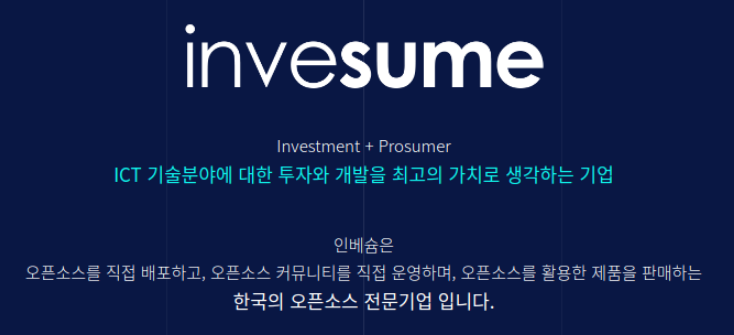 invesume
Investment + Prosumer
ICT 기술분야에 대한 투자와 개발을 최고의 가치로 생각하는 기업
인베슘은
오픈소스를 직접 배포하고, 오픈소스 커뮤니티를 직접 운영하며, 오픈소스를 활용한 제품을 판매하는
한국의 오픈소스 전문기업 입니다.